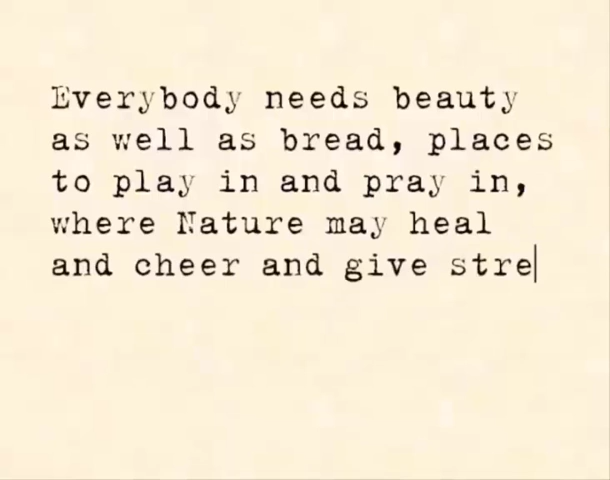 Everybody needs beauty
as well as bread, places
to play in and pray in,
where Nature may heal
and cheer and give stre